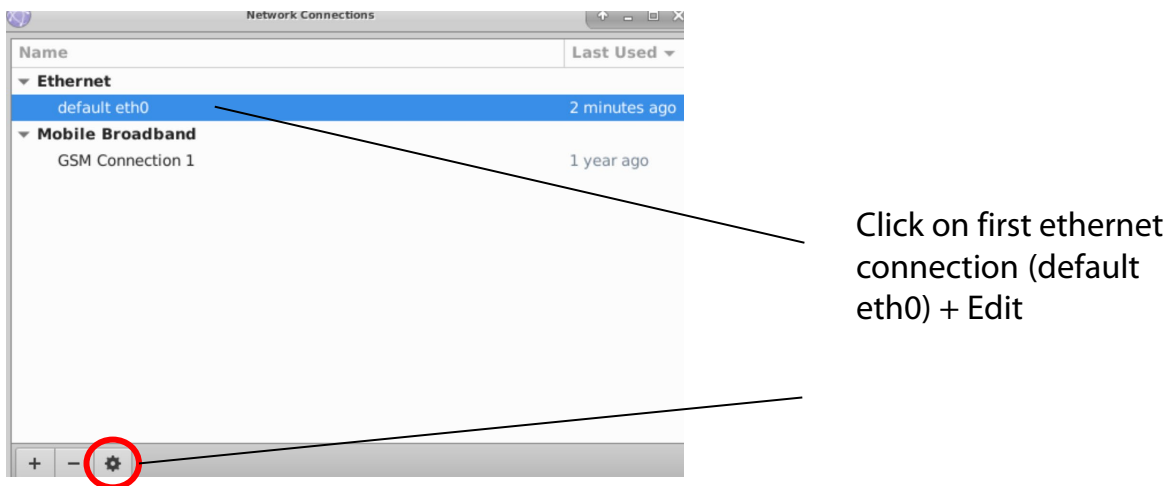 Network Connections
Name Last Used
Ethernet
default eth0 2 minutes ago
Mobile Broadband
GSM Connection 1 1 year ago
Click on first ethernet
connection (default
eth0) + Edit